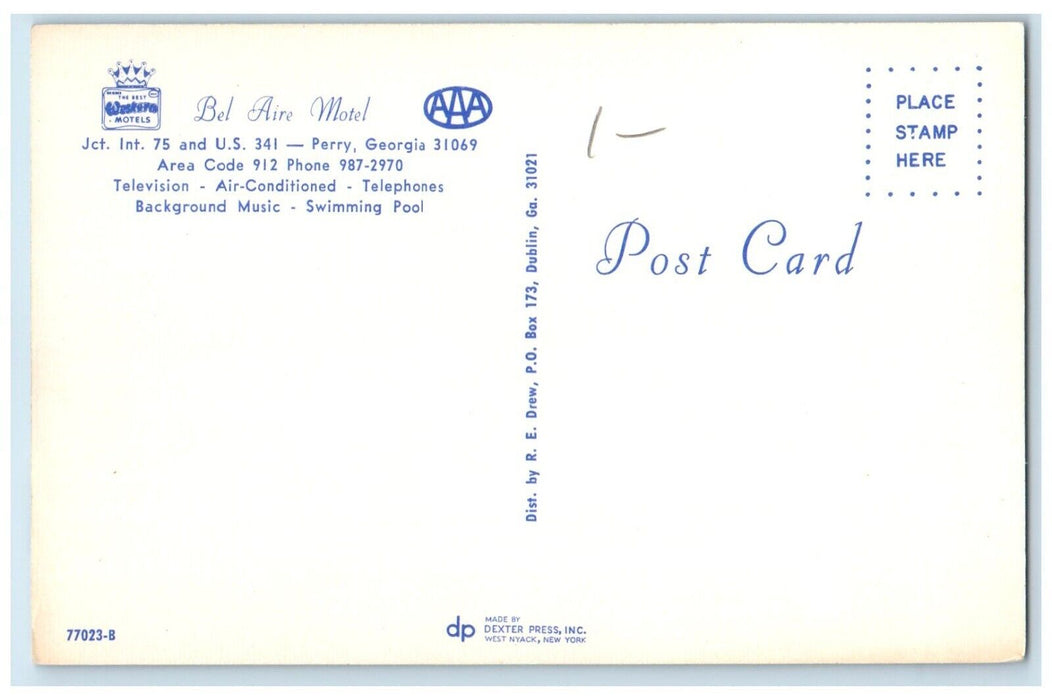 THE BEST
Western
MOTELS
Bel Aire Motel
AAA
Jct. Int. 75 and U.S. 341 — Perry, Georgia 31069
Area Code 912 Phone 987-2970
Television - Air-Conditioned - Telephones
Background Music - Swimming Pool
Dist. by R. E. Drew, P.O. Box 173, Dublin, Ga. 31021
1 —
PLACE
STAMP
HERE
Post Card
77023-B
dp
MADE BY
DEXTER PRESS, INC.
WEST NYACK, NEW YORK